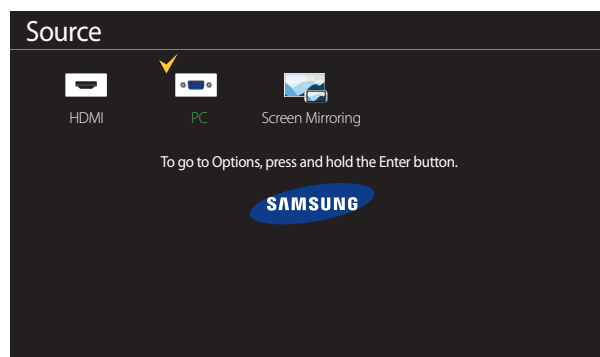 Source
HDMI
PC
Screen Mirroring
To go to Options, press and hold the Enter button.
SAMSUNG